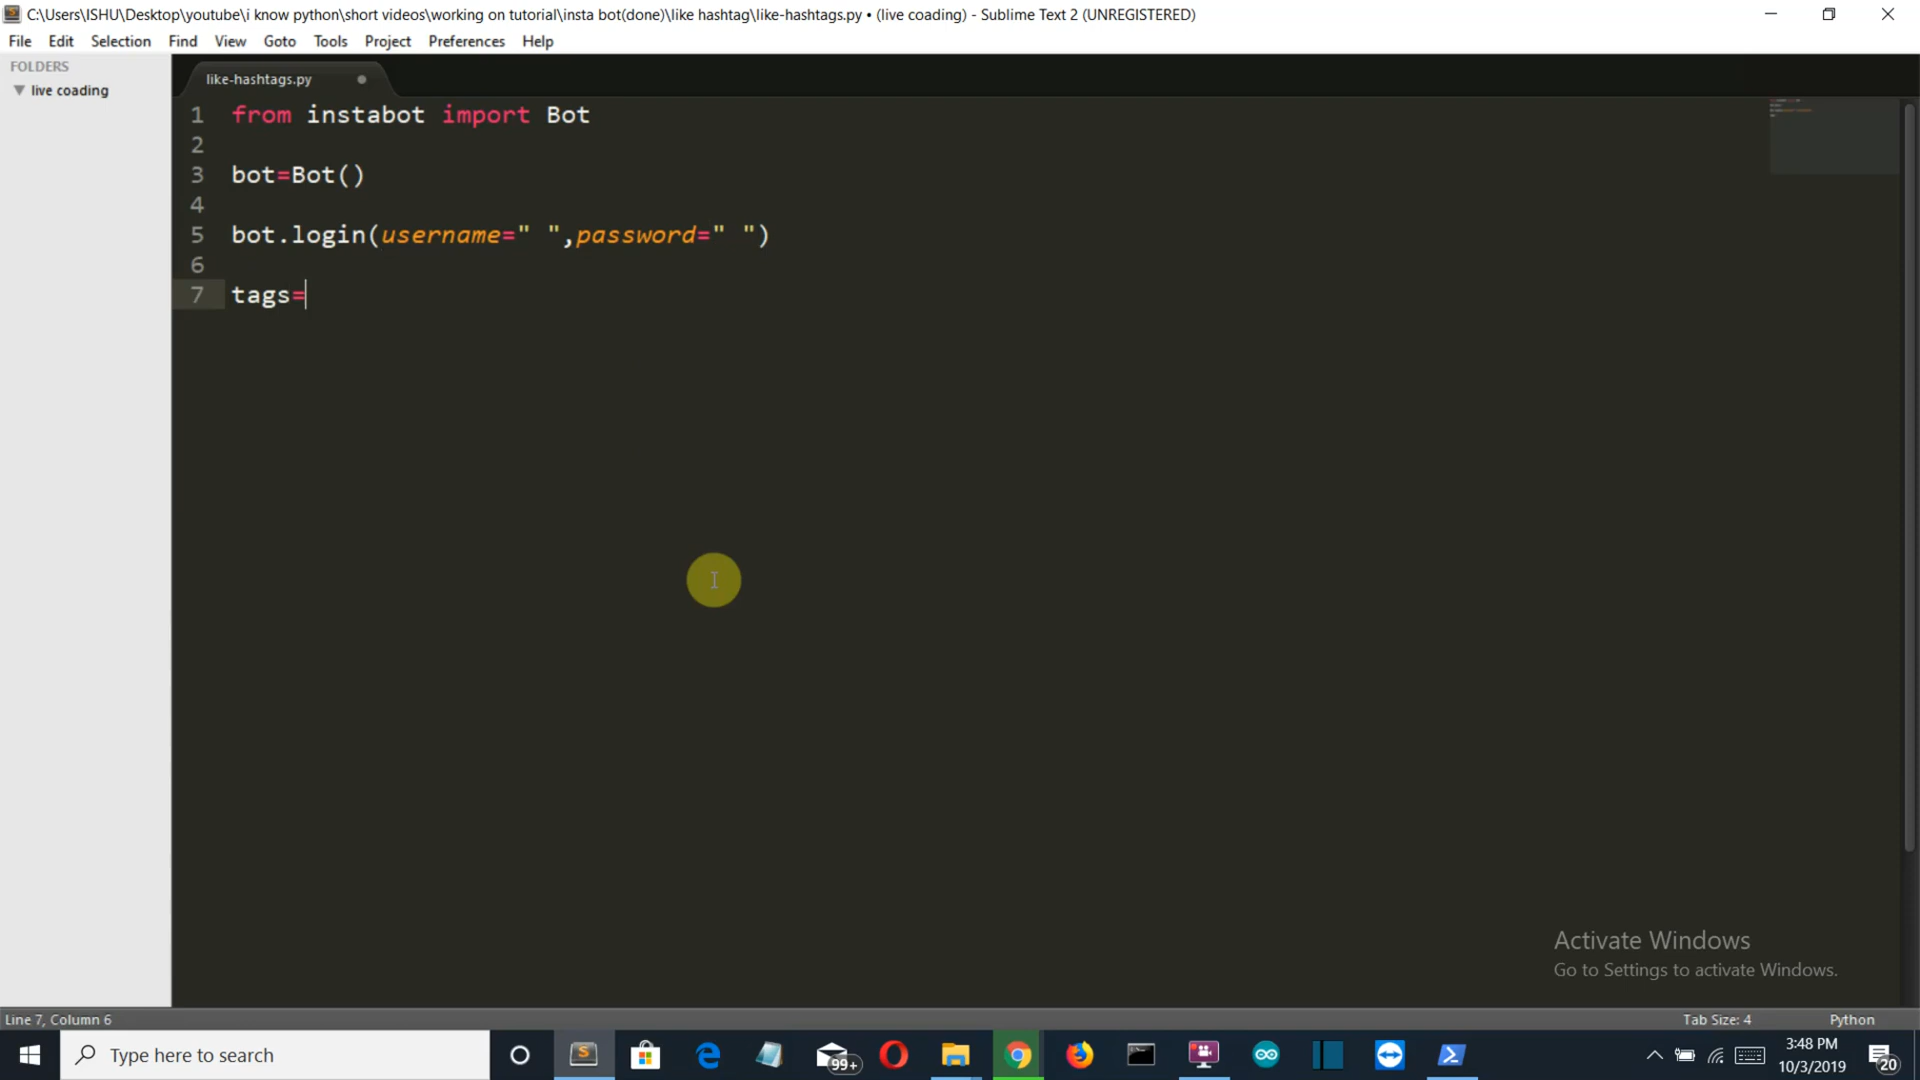 C:\Users\ISHU\Desktop\youtube\i know python\short videos\working on tutorial\insta bot(done)\like hashtag\like-hashtags.py • (live coading) - Sublime Text 2 (UNREGISTERED)
File Edit Selection Find View Goto Tools Project Preferences Help
FOLDERS
live coading
like-hashtags.py
1 from instabot import Bot
2
3 bot=Bot()
4
5 bot.login(username=" ",password=" ")
6
7 tags=
Activate Windows
Go to Settings to activate Windows.
Line 7, Column 6
Tab Size: 4
Python
Type here to search
99+
3:48 PM
10/3/2019
20